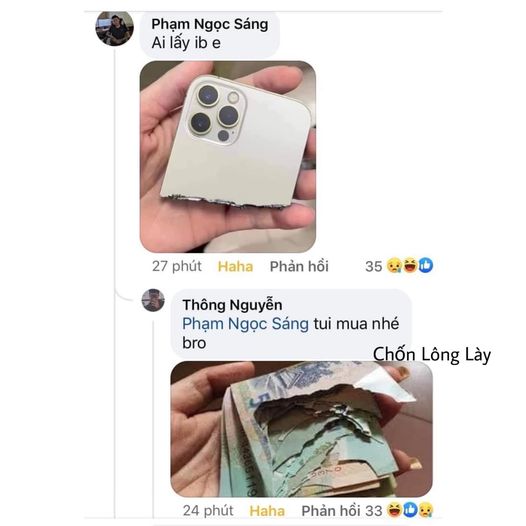 Phạm Ngọc Sáng
Ai lấy ib e
27 phút Haha Phản hồi 35
Thông Nguyễn
Phạm Ngọc Sáng tui mua nhé
bro
Chốn Lông Lày
24 phút Haha Phản hồi 33